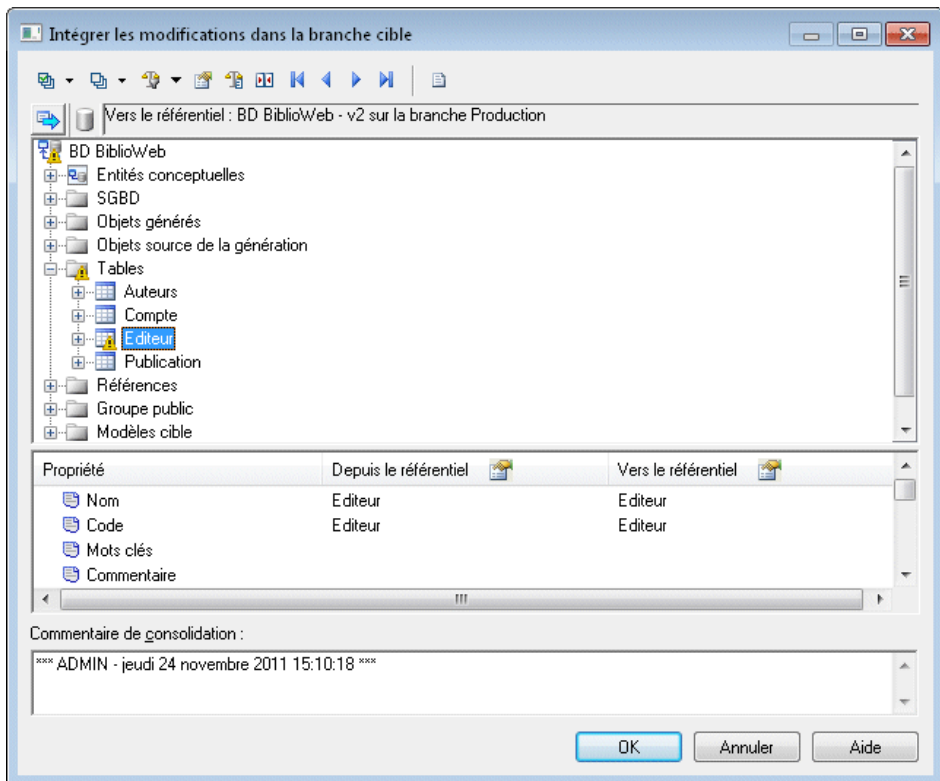 Intégrer les modifications dans la branche cible
Vers le référentiel : BD BiblioWeb - v2 sur la branche Production
BD BiblioWeb
Entités conceptuelles
SGBD
Objets générés
Objets source de la génération
Tables
Auteurs
Compte
Editeur
Publication
Références
Groupe public
Modèles cible
Propriété Depuis le référentiel Vers le référentiel
Nom Editeur Editeur
Code Editeur Editeur
Mots clés
Commentaire
Commentaire de consolidation :
*** ADMIN - jeudi 24 novembre 2011 15:10:18 ***
OK Annuler Aide